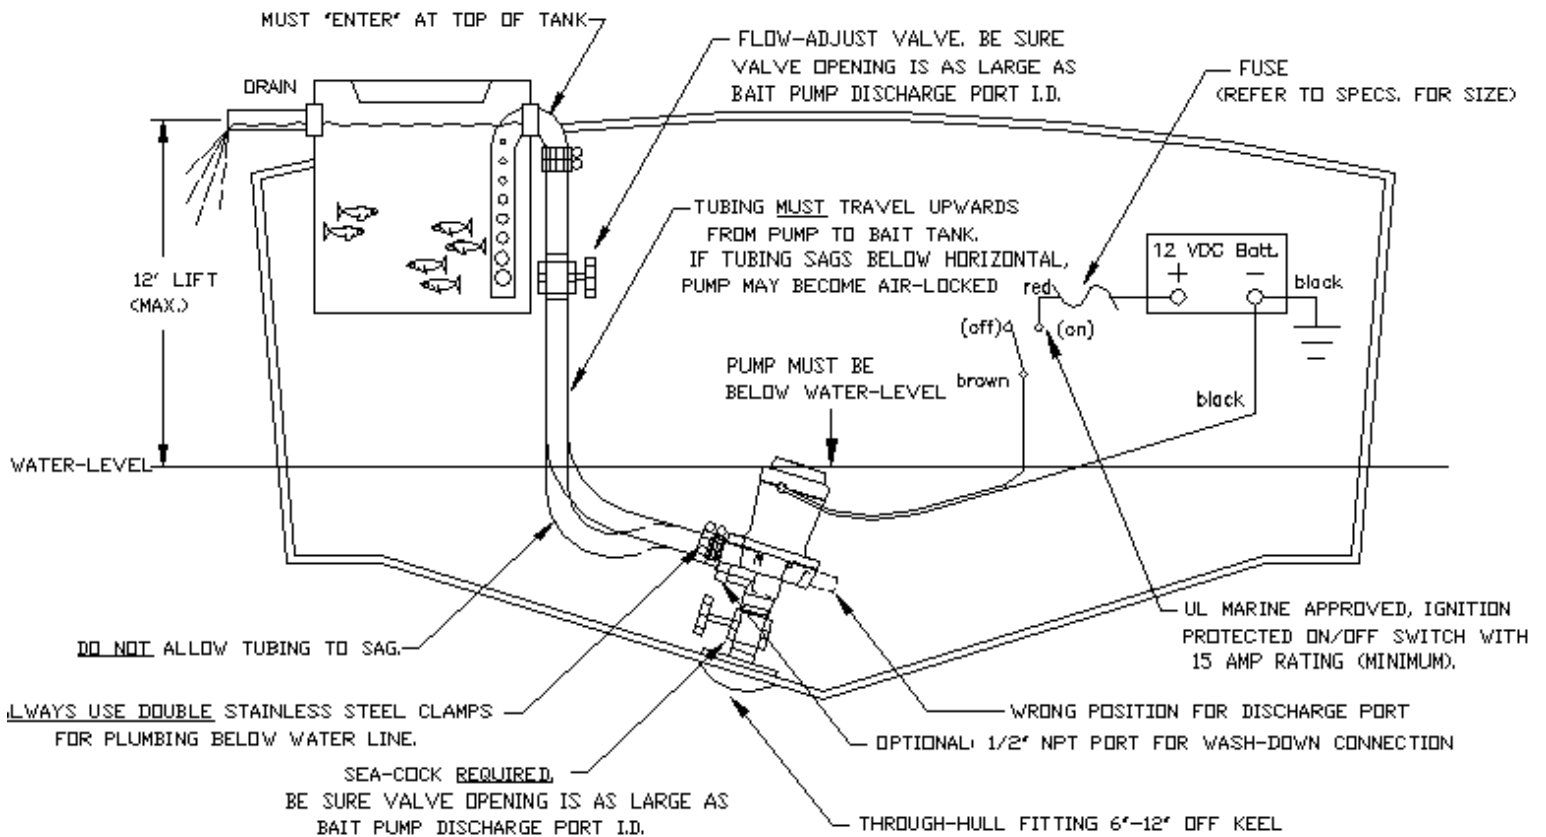 MUST "ENTER" AT TOP OF TANK
FLOW-ADJUST VALVE. BE SURE
VALVE OPENING IS AS LARGE AS
BAIT PUMP DISCHARGE PORT I.D.
FUSE
(REFER TO SPECS. FOR SIZE)
DRAIN
12' LIFT
(MAX.)
TUBING MUST TRAVEL UPWARDS
FROM PUMP TO BAIT TANK.
IF TUBING SAGS BELOW HORIZONTAL,
PUMP MAY BECOME AIR-LOCKED
12 VDC Batt.
+ -
red
black
(off) (on)
brown
black
PUMP MUST BE
BELOW WATER-LEVEL
WATER-LEVEL
DO NOT ALLOW TUBING TO SAG.
UL MARINE APPROVED, IGNITION
PROTECTED ON/OFF SWITCH WITH
15 AMP RATING (MINIMUM).
LWAYS USE DOUBLE STAINLESS STEEL CLAMPS
FOR PLUMBING BELOW WATER LINE.
WRONG POSITION FOR DISCHARGE PORT
OPTIONAL: 1/2" NPT PORT FOR WASH-DOWN CONNECTION
SEA-COCK REQUIRED.
BE SURE VALVE OPENING IS AS LARGE AS
BAIT PUMP DISCHARGE PORT I.D.
THROUGH-HULL FITTING 6"-12" OFF KEEL